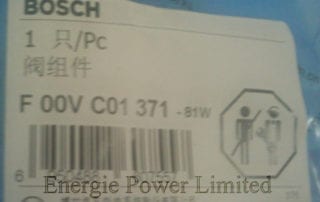 BOSCH
1 只/Pc
阀组件
F 00V C01 371 - 81W
Energie Power Limited